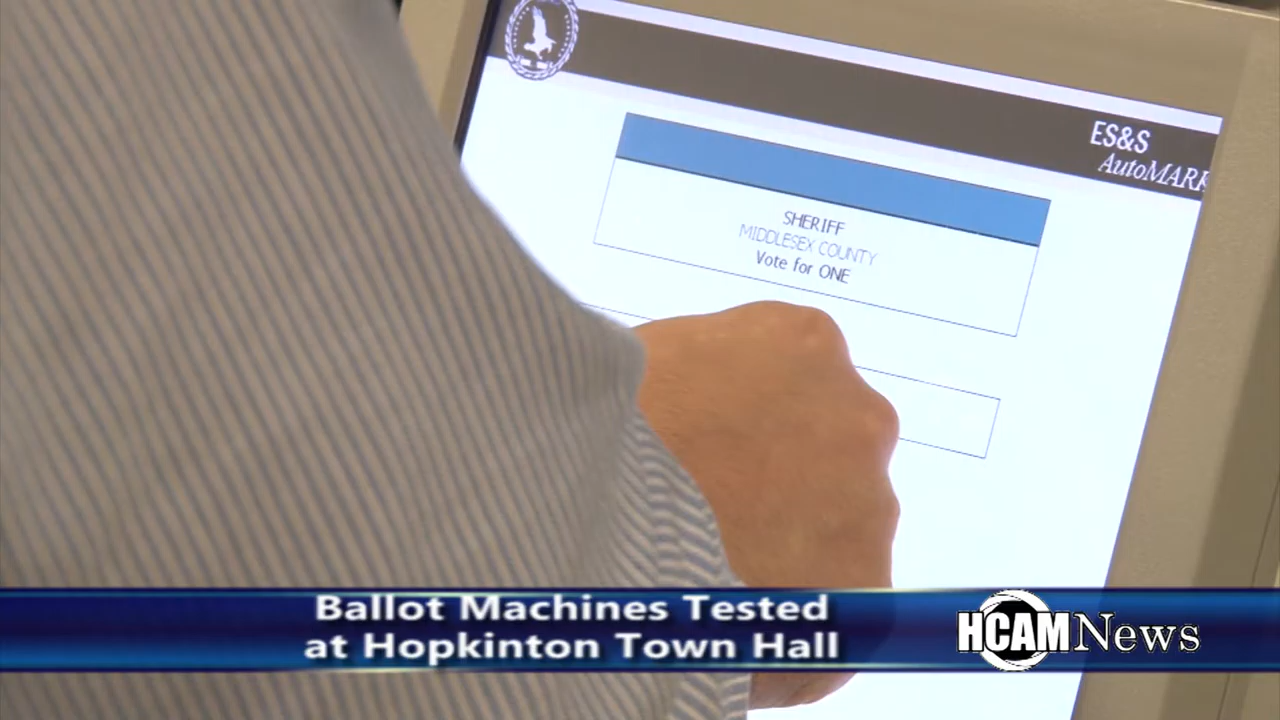 ES&S
AutoMARK
SHERIFF
MIDDLESEX COUNTY
Vote for ONE
Ballot Machines Tested
at Hopkinton Town Hall
HCAM News